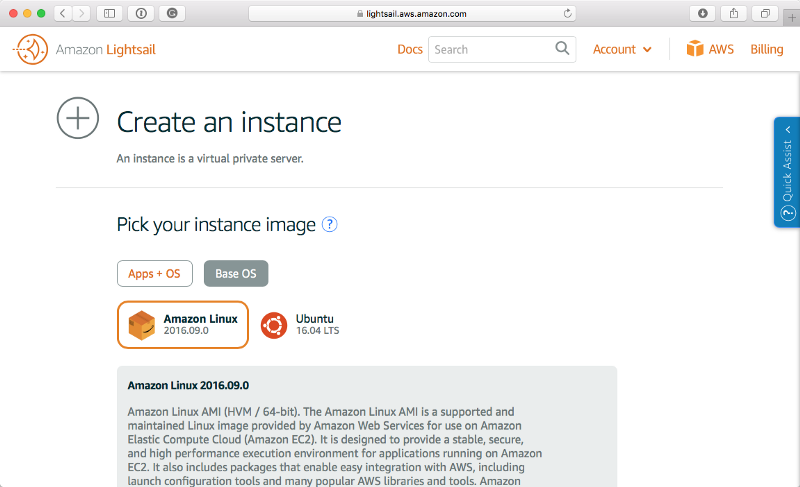 lightsail.aws.amazon.com
Amazon Lightsail
Docs
Search
Account
AWS
Billing
Create an instance
An instance is a virtual private server.
Quick Assist
Pick your instance image ?
Apps + OS
Base OS
Amazon Linux
2016.09.0
Ubuntu
16.04 LTS
Amazon Linux 2016.09.0
Amazon Linux AMI (HVM / 64-bit). The Amazon Linux AMI is a supported and
maintained Linux image provided by Amazon Web Services for use on Amazon
Elastic Compute Cloud (Amazon EC2). It is designed to provide a stable, secure,
and high performance execution environment for applications running on Amazon
EC2. It also includes packages that enable easy integration with AWS, including
launch configuration tools and many popular AWS libraries and tools. Amazon